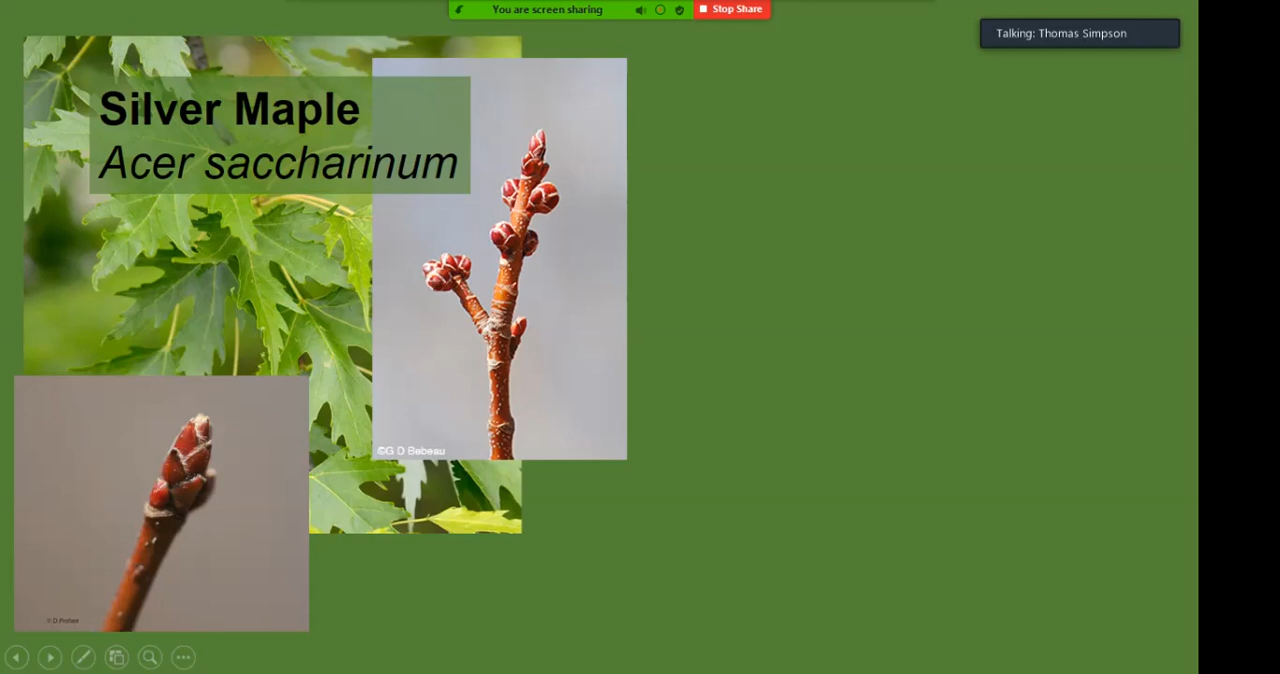 You are screen sharing
Stop Share
Talking: Thomas Simpson
Silver Maple
Acer saccharinum
©G D Bebeau